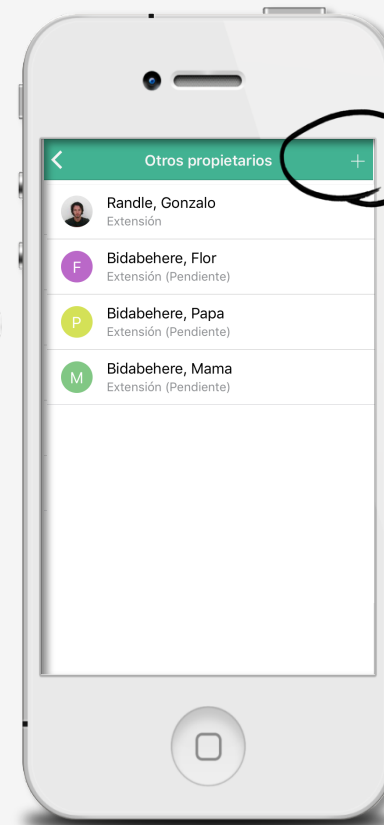 Otros propietarios
Randle, Gonzalo
Extensión
F
Bidabehere, Flor
Extensión (Pendiente)
P
Bidabehere, Papa
Extensión (Pendiente)
M
Bidabehere, Mama
Extensión (Pendiente)